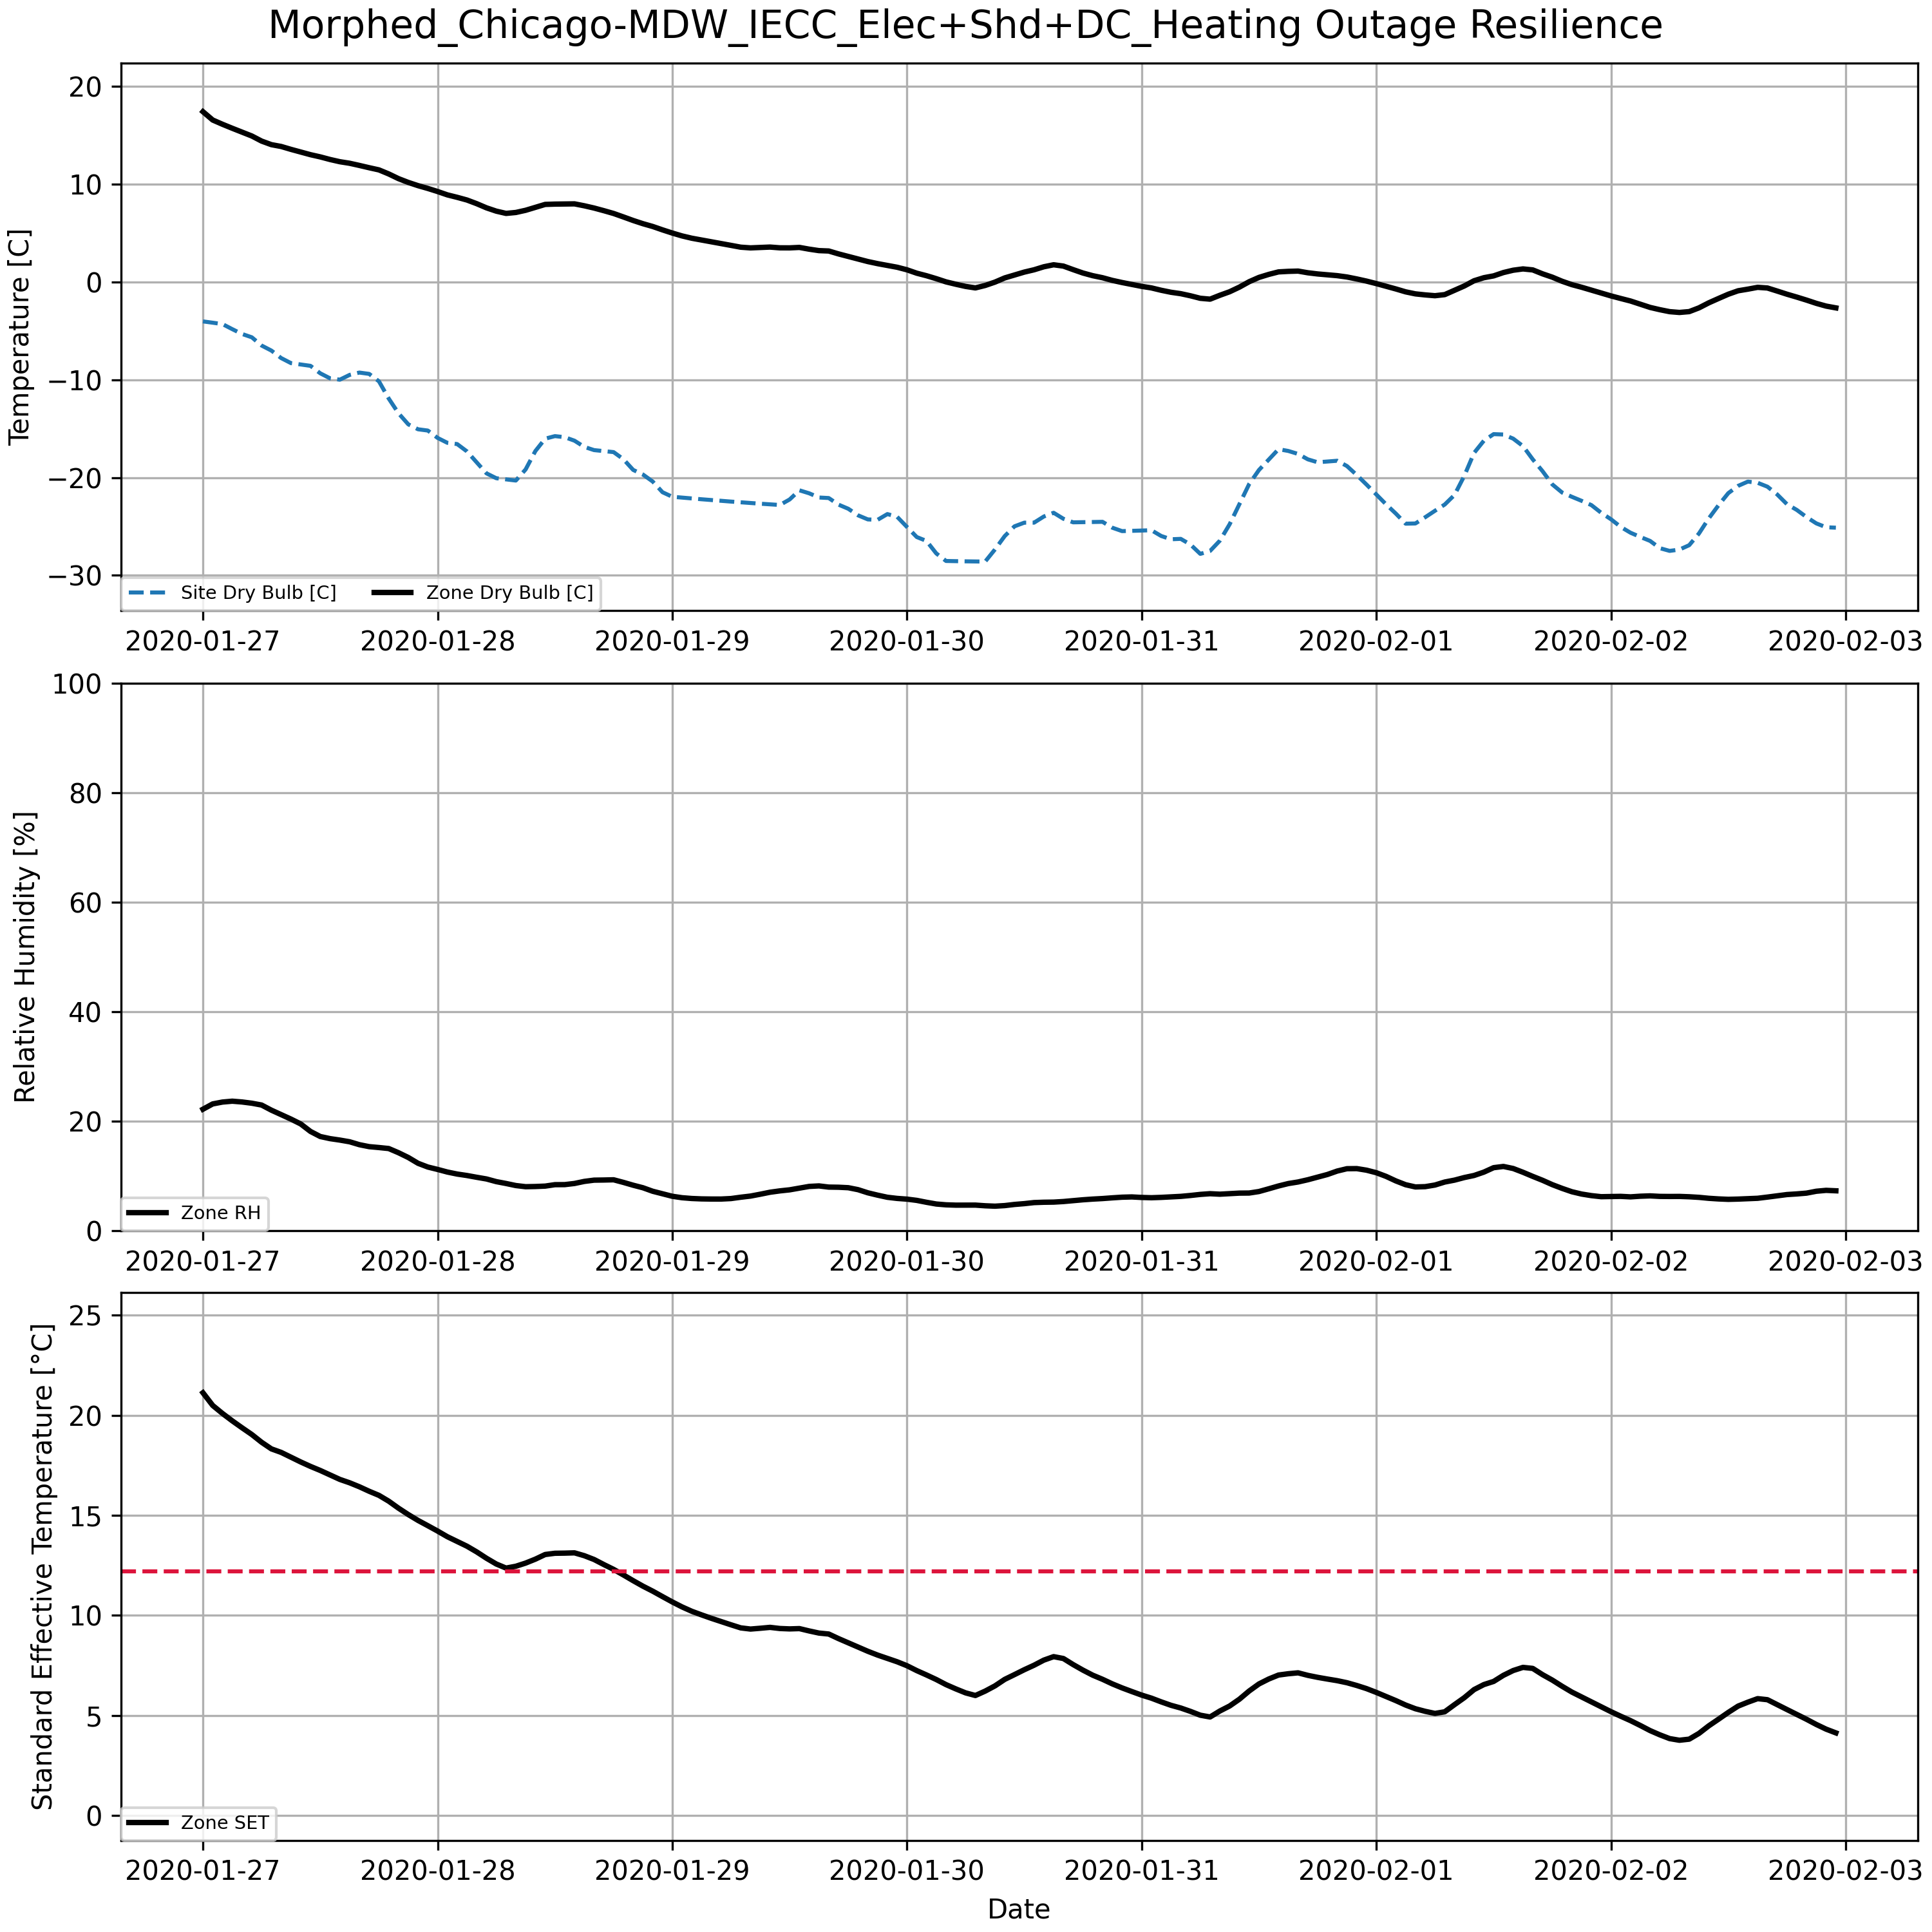 Morphed_Chicago-MDW_IECC_Elec+Shd+DC_Heating Outage Resilience
20
10
0
−10
−20
−30
Temperature [C]
Site Dry Bulb [C] Zone Dry Bulb [C]
2020-01-27 2020-01-28 2020-01-29 2020-01-30 2020-01-31 2020-02-01 2020-02-02 2020-02-03
100
80
60
40
20
0
Relative Humidity [%]
Zone RH
2020-01-27 2020-01-28 2020-01-29 2020-01-30 2020-01-31 2020-02-01 2020-02-02 2020-02-03
25
20
15
10
5
0
Standard Effective Temperature [°C]
Zone SET
2020-01-27 2020-01-28 2020-01-29 2020-01-30 2020-01-31 2020-02-01 2020-02-02 2020-02-03
Date